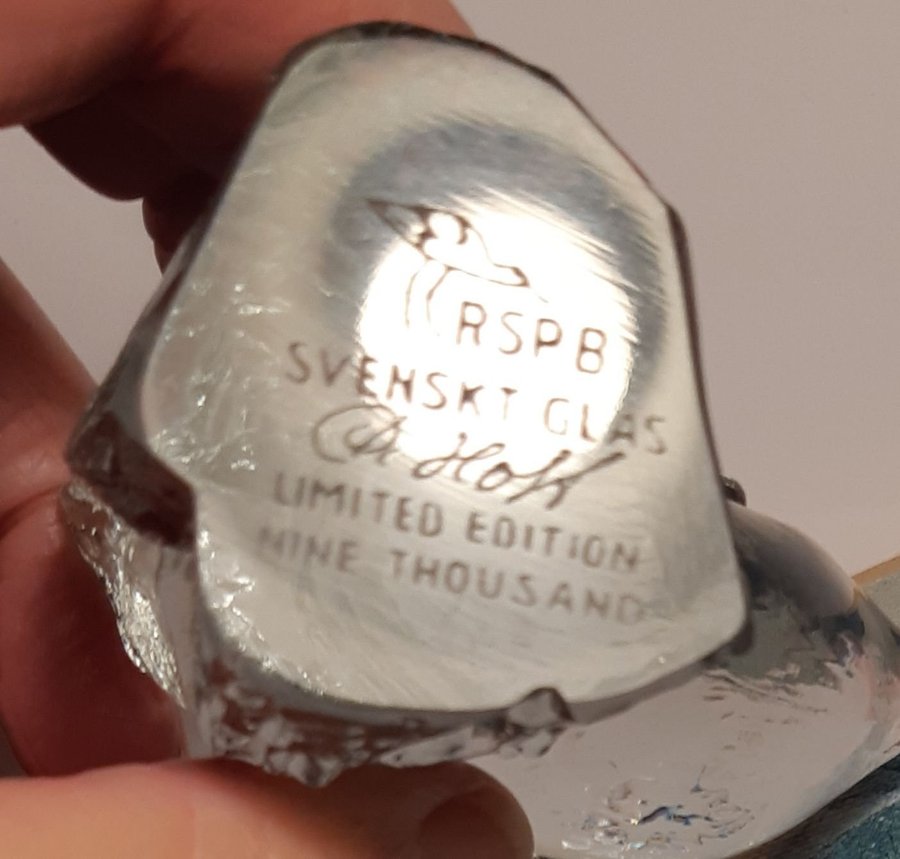 RSPB
SVENSKT GLAS
LIMITED EDITION
NINE THOUSAND